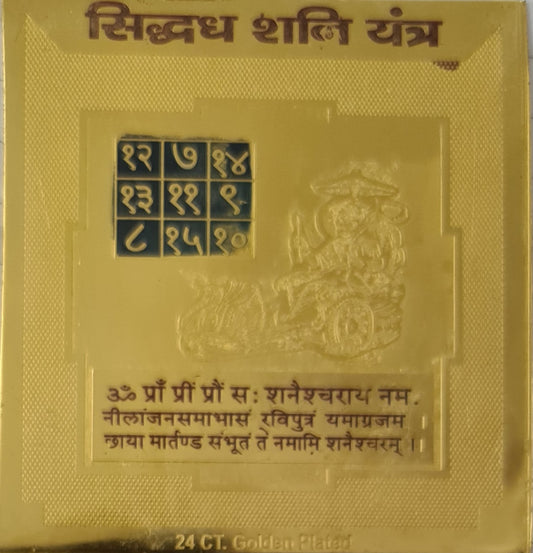 सिद्धध शनि यंत्र
१२ ७ १४
१३ ११ ९
८ १५ १०
ॐ प्राँ प्रीं प्रौं स: शनैश्चराय नम.
नीलांजनसमाभासं रविपुत्रं यमाग्रजम
छाया मार्तण्ड संभूतं ते नमामि शनैश्चरम् ।
24 CT. Golden Plated